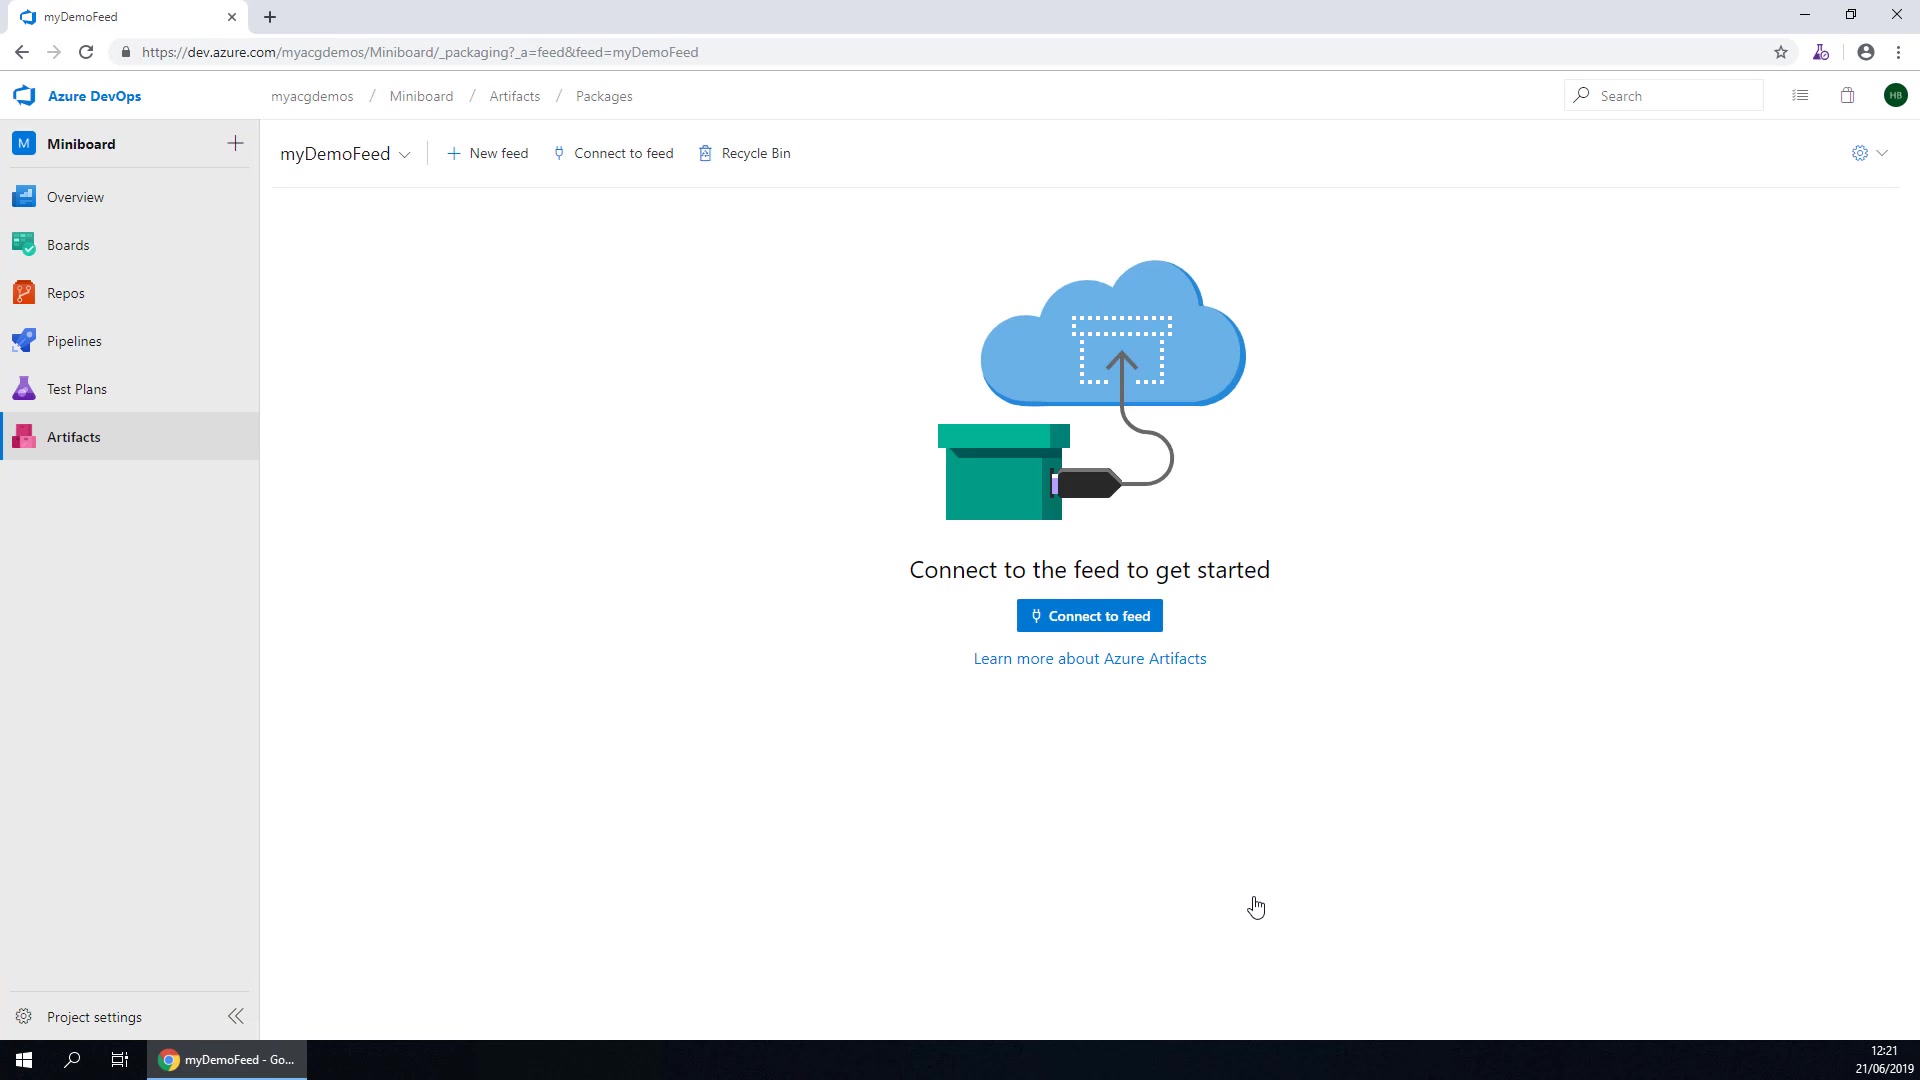 myDemoFeed
https://dev.azure.com/myacgdemos/Miniboard/_packaging?_a=feed&feed=myDemoFeed
Azure DevOps
myacgdemos / Miniboard / Artifacts / Packages
Search
HB
M Miniboard
myDemoFeed
New feed
Connect to feed
Recycle Bin
Overview
Boards
Repos
Pipelines
Test Plans
Artifacts
Connect to the feed to get started
Connect to feed
Learn more about Azure Artifacts
Project settings
myDemoFeed - Go...
12:21
21/06/2019